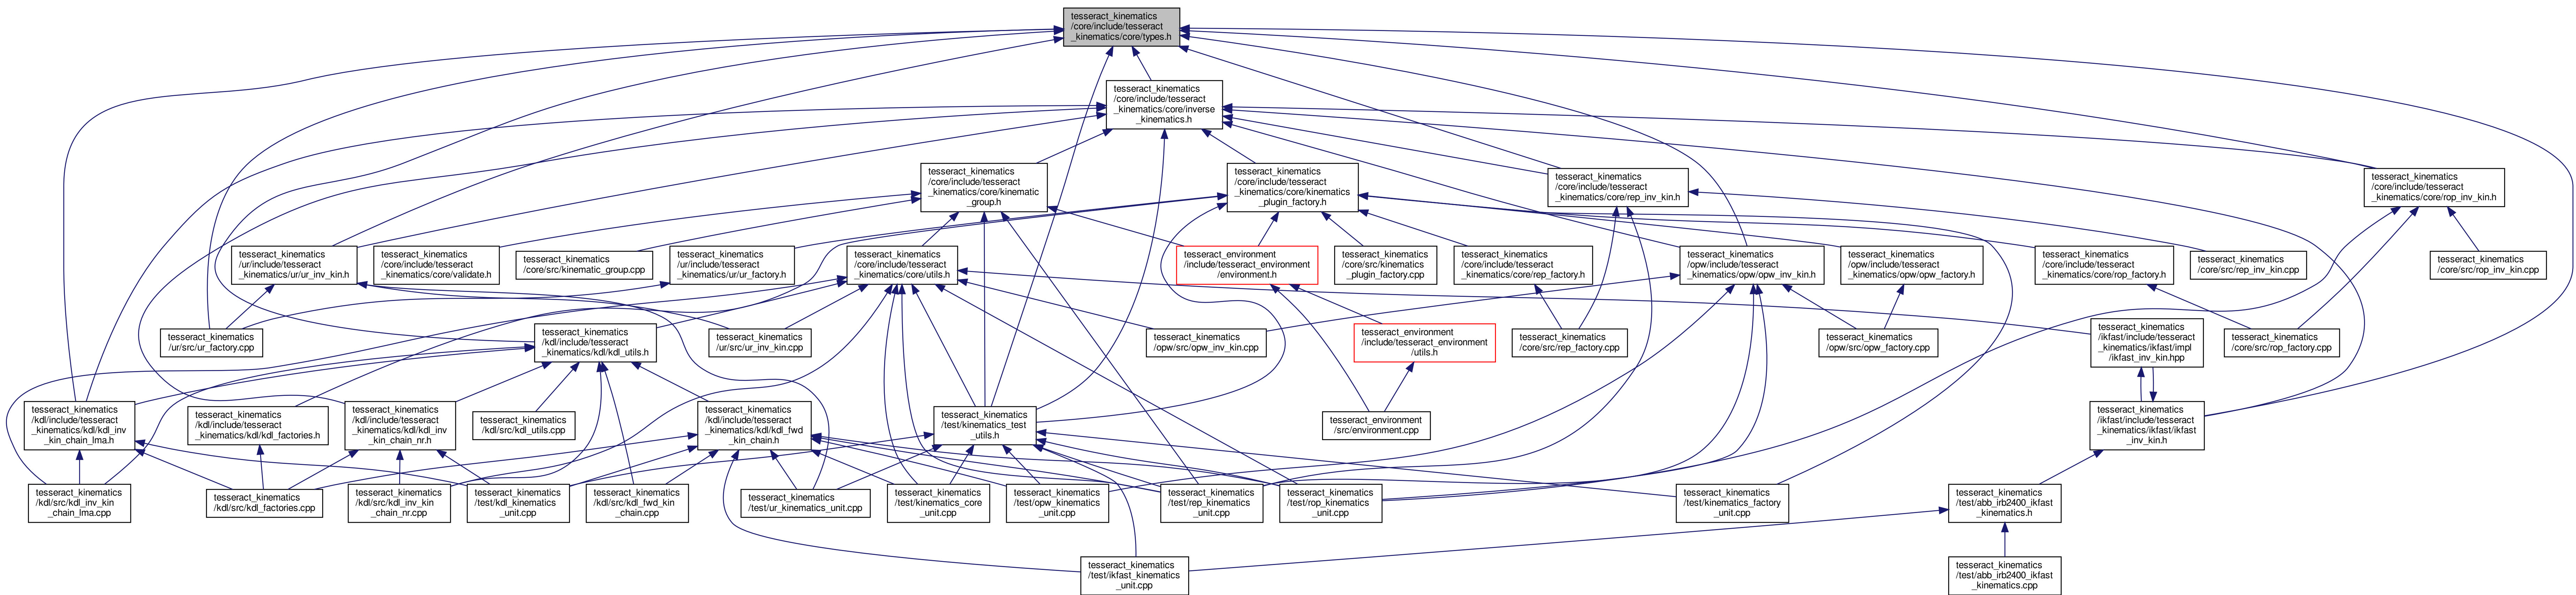 tesseract_kinematics
/core/include/tesseract
_kinematics/core/types.h
tesseract_kinematics
/core/include/tesseract
_kinematics/core/inverse
_kinematics.h
tesseract_kinematics
/core/include/tesseract
_kinematics/core/kinematic
_group.h
tesseract_kinematics
/core/include/tesseract
_kinematics/core/kinematics
_plugin_factory.h
tesseract_kinematics
/core/include/tesseract
_kinematics/core/rep_inv_kin.h
tesseract_kinematics
/core/include/tesseract
_kinematics/core/rop_inv_kin.h
tesseract_kinematics
/ur/include/tesseract
_kinematics/ur/ur_inv_kin.h
tesseract_kinematics
/core/include/tesseract
_kinematics/core/validate.h
tesseract_kinematics
/core/src/kinematic_group.cpp
tesseract_kinematics
/ur/include/tesseract
_kinematics/ur/ur_factory.h
tesseract_kinematics
/core/include/tesseract
_kinematics/core/utils.h
tesseract_environment
/include/tesseract_environment
/environment.h
tesseract_kinematics
/core/src/kinematics
_plugin_factory.cpp
tesseract_kinematics
/core/include/tesseract
_kinematics/core/rep_factory.h
tesseract_kinematics
/opw/include/tesseract
_kinematics/opw/opw_inv_kin.h
tesseract_kinematics
/opw/include/tesseract
_kinematics/opw/opw_factory.h
tesseract_kinematics
/core/include/tesseract
_kinematics/core/rop_factory.h
tesseract_kinematics
/core/src/rep_inv_kin.cpp
tesseract_kinematics
/core/src/rop_inv_kin.cpp
tesseract_kinematics
/ur/src/ur_factory.cpp
tesseract_kinematics
/kdl/include/tesseract
_kinematics/kdl/kdl_utils.h
tesseract_kinematics
/ur/src/ur_inv_kin.cpp
tesseract_kinematics
/opw/src/opw_inv_kin.cpp
tesseract_environment
/include/tesseract_environment
/utils.h
tesseract_kinematics
/core/src/rep_factory.cpp
tesseract_kinematics
/opw/src/opw_factory.cpp
tesseract_kinematics
/ikfast/include/tesseract
_kinematics/ikfast/impl
/ikfast_inv_kin.hpp
tesseract_kinematics
/core/src/rop_factory.cpp
tesseract_kinematics
/kdl/include/tesseract
_kinematics/kdl/kdl_inv
_kin_chain_lma.h
tesseract_kinematics
/kdl/include/tesseract
_kinematics/kdl/kdl_factories.h
tesseract_kinematics
/kdl/include/tesseract
_kinematics/kdl/kdl_inv
_kin_chain_nr.h
tesseract_kinematics
/kdl/src/kdl_utils.cpp
tesseract_kinematics
/kdl/include/tesseract
_kinematics/kdl/kdl_fwd
_kin_chain.h
tesseract_kinematics
/test/kinematics_test
_utils.h
tesseract_environment
/src/environment.cpp
tesseract_kinematics
/ikfast/include/tesseract
_kinematics/ikfast/ikfast
_inv_kin.h
tesseract_kinematics
/kdl/src/kdl_inv_kin
_chain_lma.cpp
tesseract_kinematics
/kdl/src/kdl_factories.cpp
tesseract_kinematics
/kdl/src/kdl_inv_kin
_chain_nr.cpp
tesseract_kinematics
/test/kdl_kinematics
_unit.cpp
tesseract_kinematics
/kdl/src/kdl_fwd_kin
_chain.cpp
tesseract_kinematics
/test/ur_kinematics_unit.cpp
tesseract_kinematics
/test/kinematics_core
_unit.cpp
tesseract_kinematics
/test/opw_kinematics
_unit.cpp
tesseract_kinematics
/test/rep_kinematics
_unit.cpp
tesseract_kinematics
/test/rop_kinematics
_unit.cpp
tesseract_kinematics
/test/kinematics_factory
_unit.cpp
tesseract_kinematics
/test/abb_irb2400_ikfast
_kinematics.h
tesseract_kinematics
/test/ikfast_kinematics
_unit.cpp
tesseract_kinematics
/test/abb_irb2400_ikfast
_kinematics.cpp